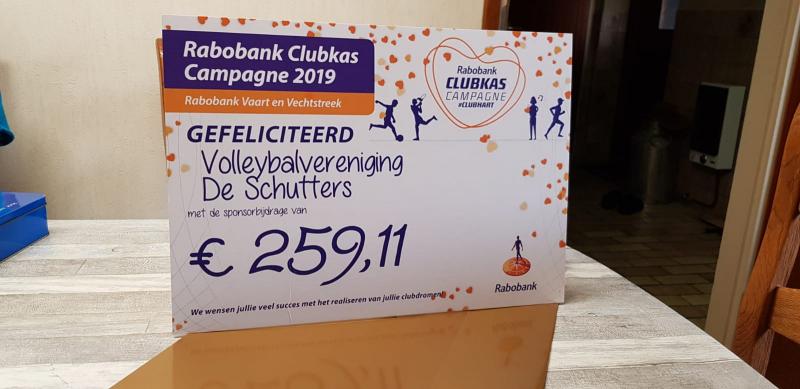 Rabobank Clubkas
Campagne 2019
Rabobank Vaart en Vechtstreek
Rabobank
CLUBKAS
CAMPAGNE
#CLUBHART
GEFELICITEERD
Volleybalvereniging
De Schutters
met de sponsorbijdrage van
€ 259,11
Rabobank
We wensen jullie veel succes met het realiseren van jullie clubdromen!